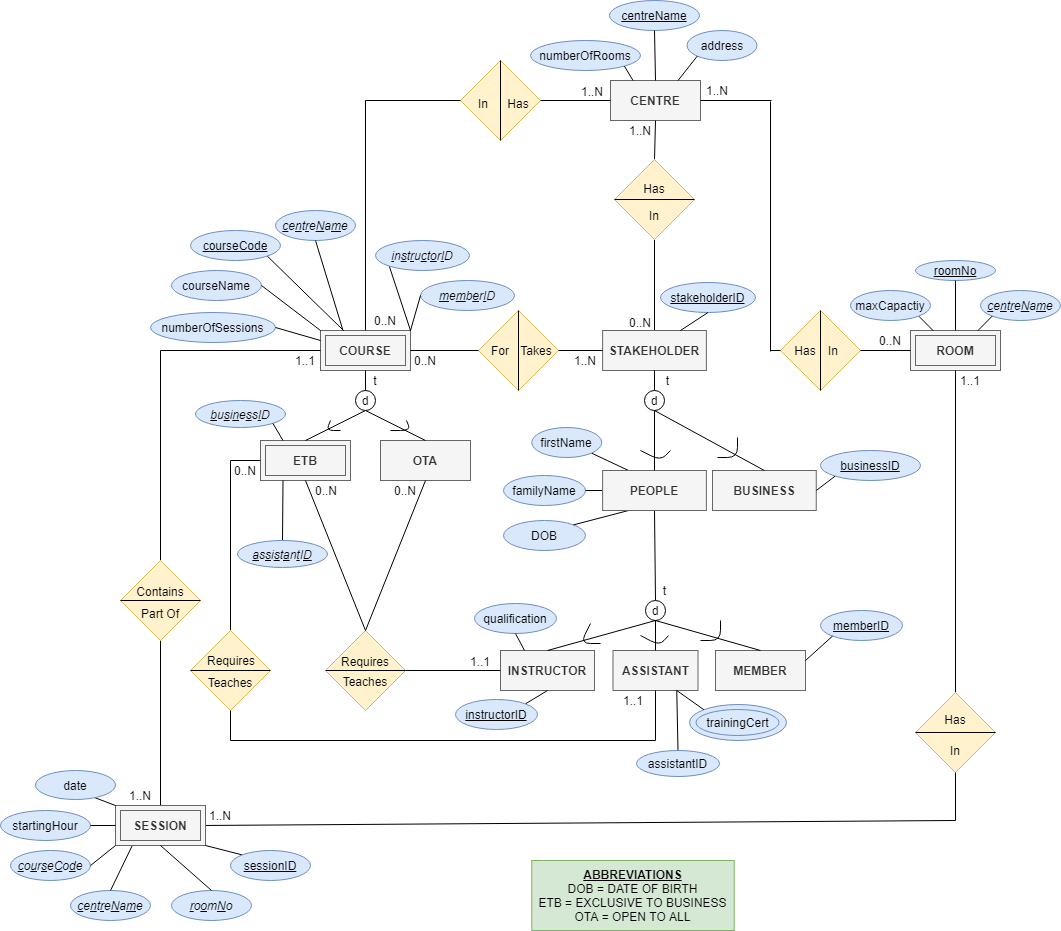 centreName
numberOfRooms
address
1..N
CENTRE
1..N
In
Has
1..N
Has
In
centreName
courseCode
instructorID
courseName
memberID
numberOfSessions
stakeholderID
roomNo
maxCapactiy
centreName
0..N
0..N
COURSE
For
Takes
STAKEHOLDER
Has
In
0..N
ROOM
1..1
0..N
1..N
1..1
t
t
d
d
businessID
firstName
ETB
OTA
0..N
0..N
0..N
familyName
PEOPLE
BUSINESS
businessID
DOB
assistantID
Contains
Part Of
t
d
qualification
memberID
Requires
Teaches
Requires
Teaches
1..1
INSTRUCTOR
ASSISTANT
MEMBER
1..1
instructorID
trainingCert
assistantID
Has
In
date
1..N
startingHour
SESSION
1..N
courseCode
sessionID
centreName
roomNo
ABBREVIATIONS
DOB = DATE OF BIRTH
ETB = EXCLUSIVE TO BUSINESS
OTA = OPEN TO ALL